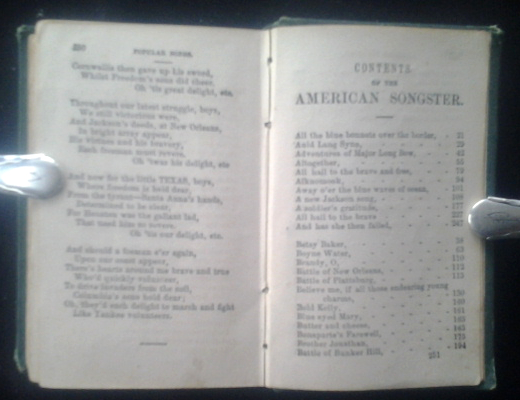 POPULAR SONGS.
Cornwallis then gave up his sword,
Whilst Freedom's sons did cheer.
Oh 'tis great delight, etc.
Throughout our latest struggle, boys,
We still victorious were,
And Jackson's deeds, at New Orleans,
In bright array appear,
His virtues and his bravery,
Each freeman must revere,
Oh 'twas his delight, etc
And now for the little TEXAS, boys,
Where freedom is held dear,
From the tyrant Santa Anna's hands,
Determined to be clear,
For Houston was the gallant lad,
That used him so severe.
Oh 'tis our delight, etc.
And should a foeman e'er again,
Upon our coast appear,
There's hearts around me brave and true
Who'd quickly volunteer,
To drive invaders from the soil,
Columbia's sons hold dear;
Oh, th'er'd each delight to march and fight
Like Yankee volunteers.
CONTENTS
OF THE
AMERICAN SONGSTER.
All the blue bonnets o'er the border,
Auld Lang Syne,
Adventures of Major Longbow,
Altogether,
All hail to the brave and free,
Away o'er the blue waves of ocean,
A new Jackson song,
A soldier's gratitude,
All hail to the brave
And has she then failed,
Betsy Baker,
Boyne Water,
Brandy, O,
Battle of New Orleans,
Battle of Plattsburg,
Believe me, if all those endearing young
charms,
Bold Kelly,
Blue eyed Mary,
Butter and cheese,
Bonaparte's Farewell,
Brother Jonathan,
Battle of Bunker Hill,
251